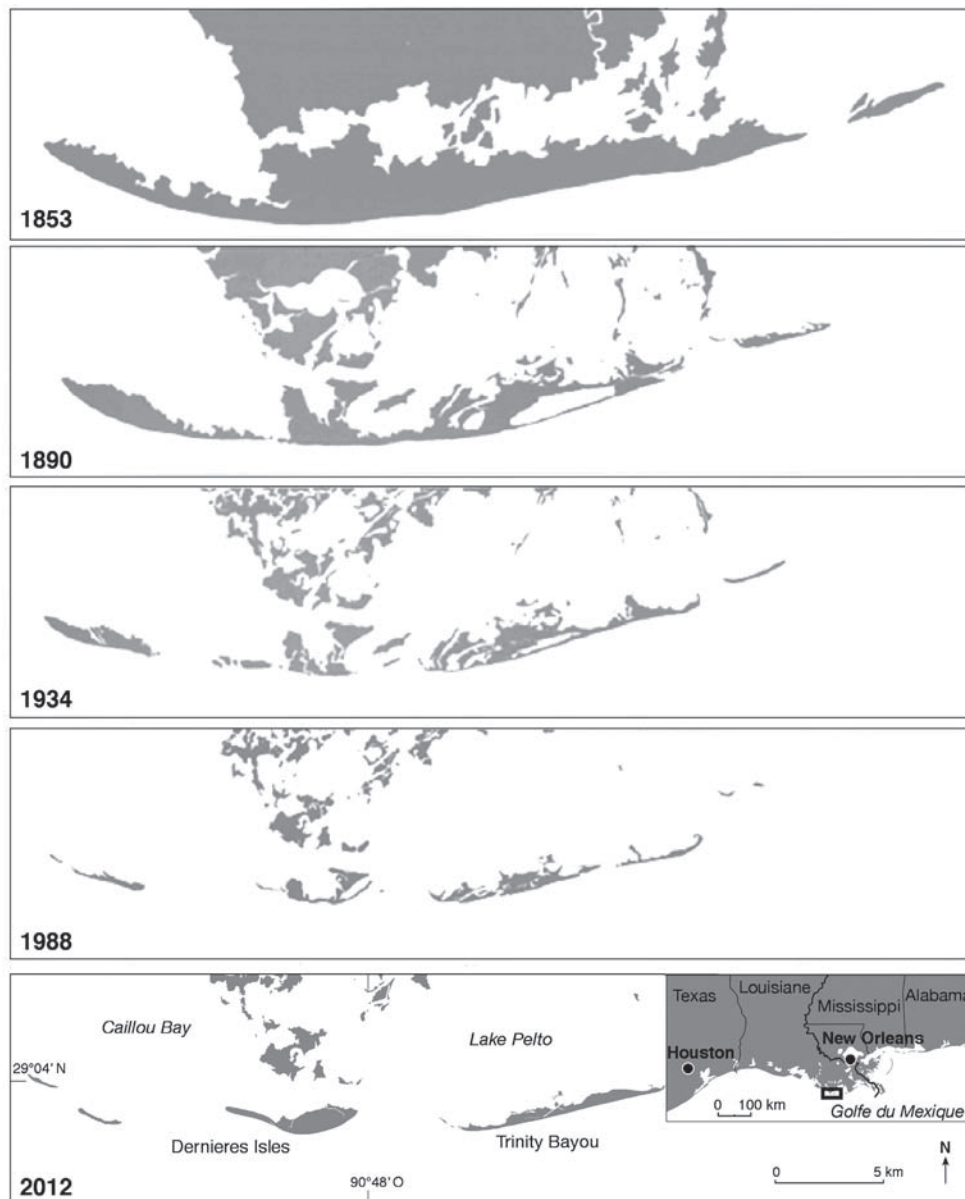 1853
1890
1934
1988
Caillou Bay
Lake Pelto
29°04' N
Dernieres Isles
Trinity Bayou
90°48' O
2012
Texas
Louisiane
Mississippi
Alabama
New Orleans
Houston
0 100 km
Golfe du Mexique
N
0 5 km